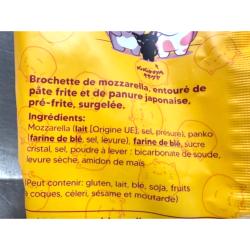 Brochette de mozzarella, entouré de
pâte frite et de panure japonaise,
pré-frite, surgelée.
Ingrédients:
Mozzarella (lait [Origine UE], sel, présure), panko
(farine de blé, sel, levure), farine de blé, sucre
cristal, sel, poudre à lever : bicarbonate de soude,
levure sèche, amidon de maïs
(Peut contenir: gluten, lait, blé, soja, fruits
à coques, céleri, sésame et moutarde)